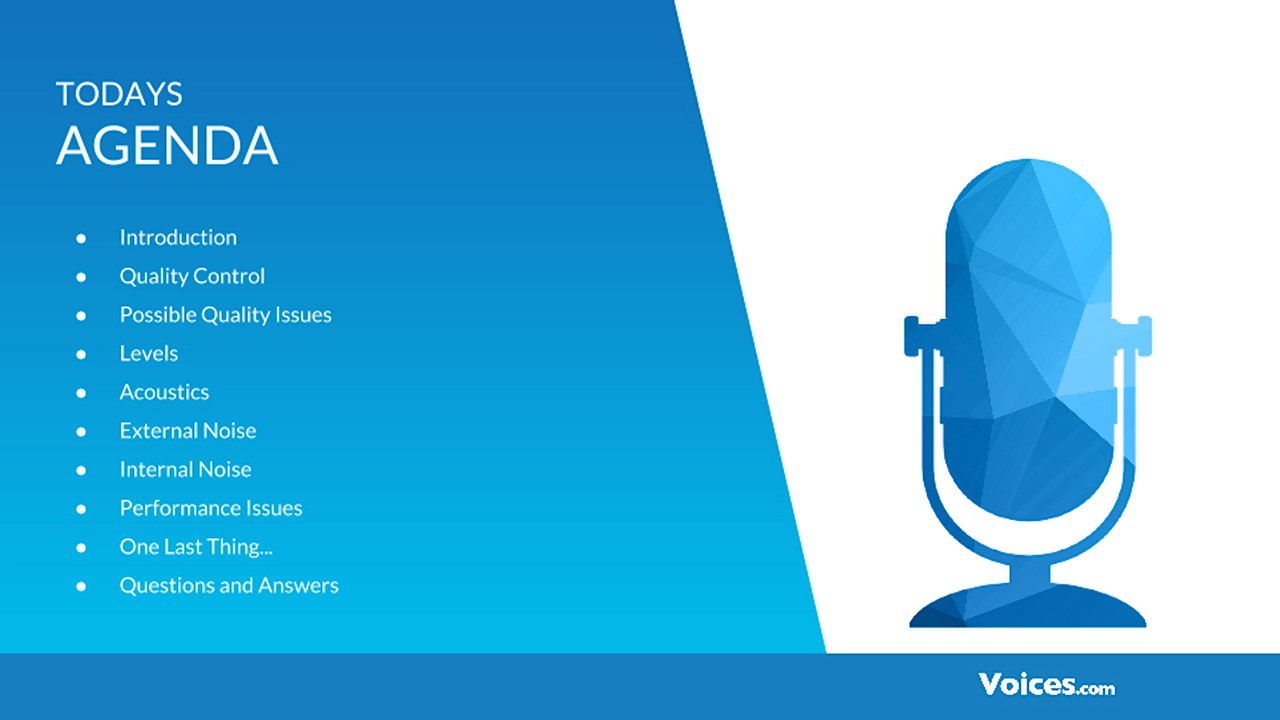 TODAYS
AGENDA
● Introduction
● Quality Control
● Possible Quality Issues
● Levels
● Acoustics
● External Noise
● Internal Noise
● Performance Issues
● One Last Thing...
● Questions and Answers
Voices.com